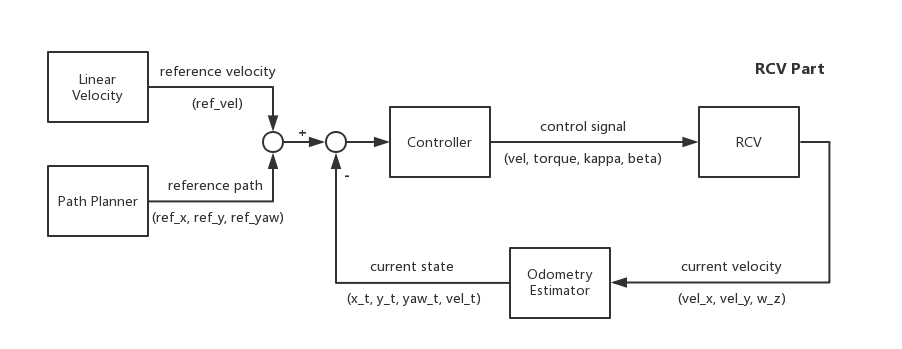 RCV Part
Linear
Velocity
reference velocity
(ref_vel)
+
-
Controller
control signal
(vel, torque, kappa, beta)
RCV
Path Planner
reference path
(ref_x, ref_y, ref_yaw)
current state
(x_t, y_t, yaw_t, vel_t)
Odometry
Estimator
current velocity
(vel_x, vel_y, w_z)